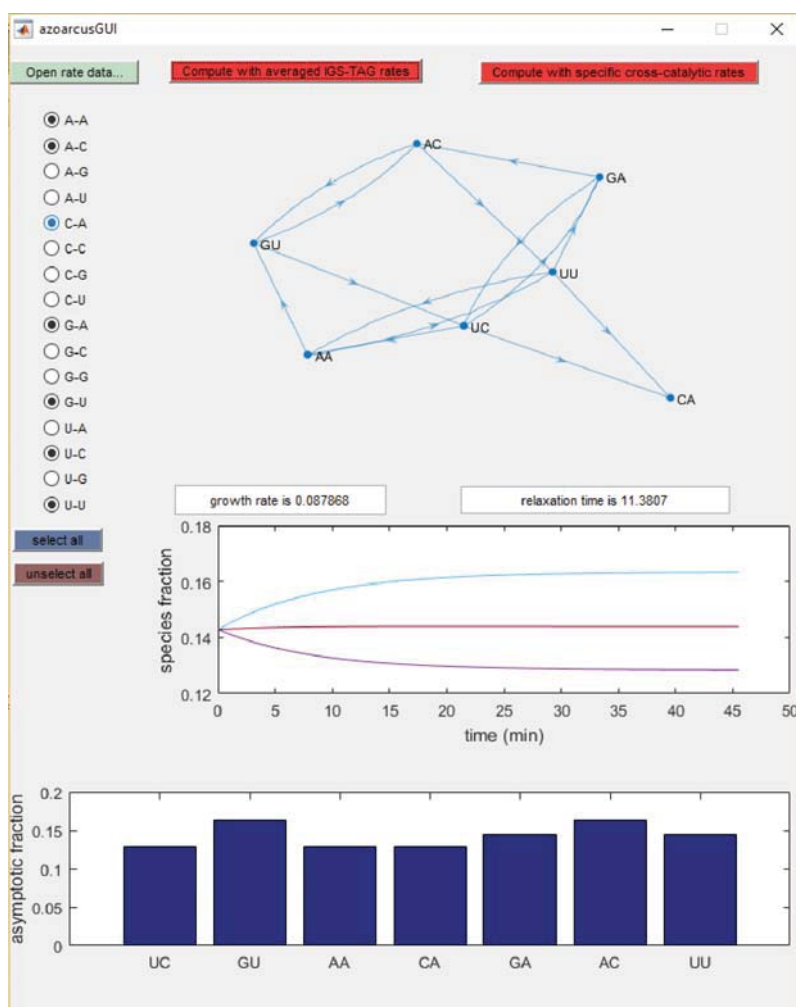 azoarcusGUI
Open rate data...
Compute with averaged IGS-TAG rates
Compute with specific cross-catalytic rates
A-A
A-C
A-G
A-U
C-A
C-C
C-G
C-U
G-A
G-C
G-G
G-U
U-A
U-C
U-G
U-U
select all
unselect all
AC
GA
GU
UU
UC
AA
CA
growth rate is 0.087868
relaxation time is 11.3807
0.18
0.16
0.14
0.12
species fraction
0 5 10 15 20 25 30 35 40 45 50
time (min)
0.2
0.15
0.1
0.05
0
asymptotic fraction
UC GU AA CA GA AC UU